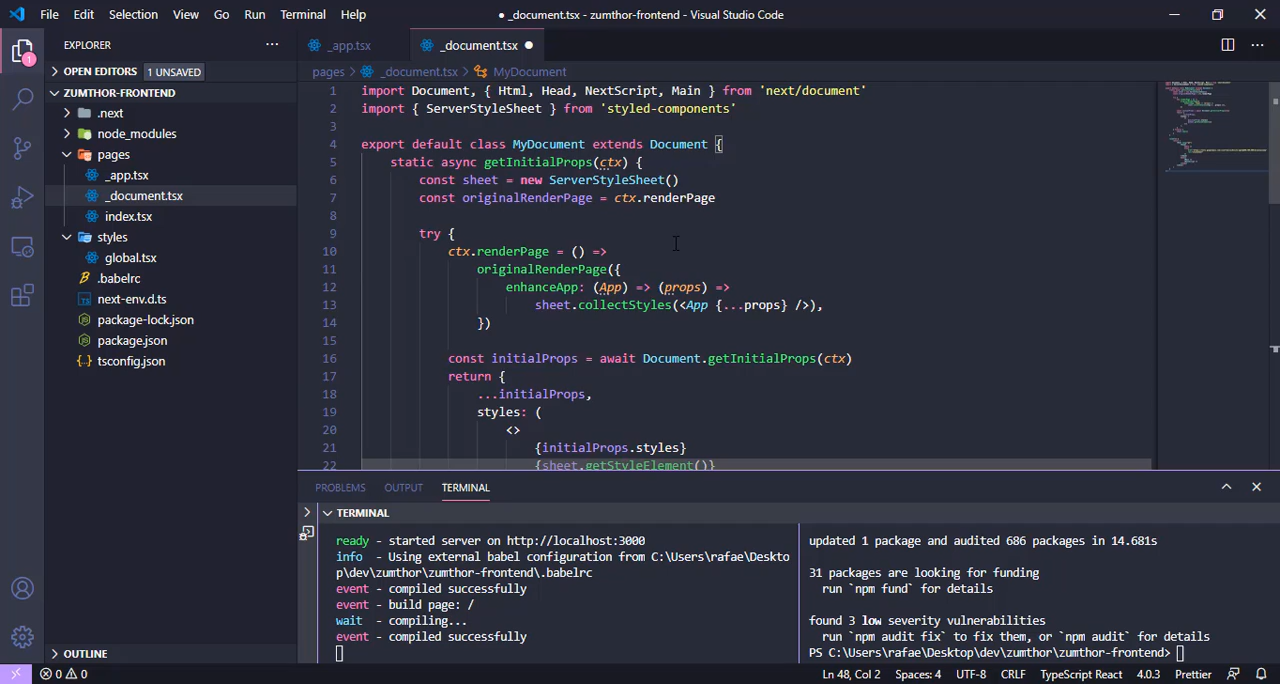 File Edit Selection View Go Run Terminal Help
● _document.tsx - zumthor-frontend - Visual Studio Code
EXPLORER
_app.tsx
_document.tsx
OPEN EDITORS 1 UNSAVED
pages > _document.tsx > MyDocument
ZUMTHOR-FRONTEND
.next
node_modules
pages
_app.tsx
_document.tsx
index.tsx
styles
global.tsx
.babelrc
next-env.d.ts
package-lock.json
package.json
tsconfig.json
OUTLINE
1
1 import Document, { Html, Head, NextScript, Main } from 'next/document'
2 import { ServerStyleSheet } from 'styled-components'
3
4 export default class MyDocument extends Document {
5 static async getInitialProps(ctx) {
6 const sheet = new ServerStyleSheet()
7 const originalRenderPage = ctx.renderPage
8
9 try {
10 ctx.renderPage = () =>
11 originalRenderPage({
12 enhanceApp: (App) => (props) =>
13 sheet.collectStyles(<App {...props} />),
14 })
15
16 const initialProps = await Document.getInitialProps(ctx)
17 return {
18 ...initialProps,
19 styles: (
20 <>
21 {initialProps.styles}
22 {sheet.getStyleElement()}
PROBLEMS OUTPUT TERMINAL
TERMINAL
ready - started server on http://localhost:3000
info - Using external babel configuration from C:\Users\rafae\Deskto
p\dev\zumthor\zumthor-frontend\.babelrc
event - compiled successfully
event - build page: /
wait - compiling...
event - compiled successfully
updated 1 package and audited 686 packages in 14.681s
31 packages are looking for funding
run `npm fund` for details
found 3 low severity vulnerabilities
run `npm audit fix` to fix them, or `npm audit` for details
PS C:\Users\rafae\Desktop\dev\zumthor\zumthor-frontend>
0 0
Ln 48, Col 2 Spaces: 4 UTF-8 CRLF TypeScript React 4.0.3 Prettier